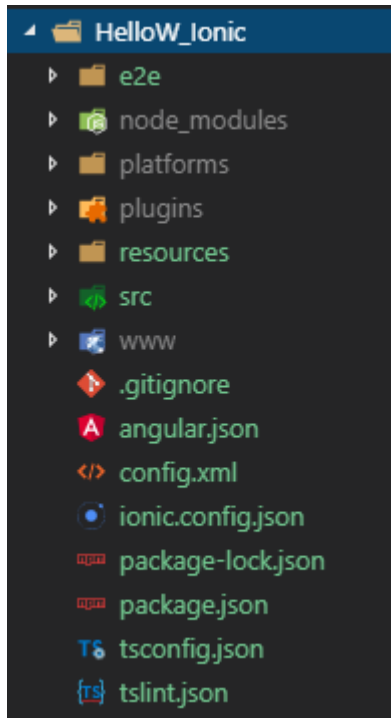 HelloW_Ionic
e2e
node_modules
platforms
plugins
resources
src
www
.gitignore
angular.json
config.xml
ionic.config.json
package-lock.json
package.json
tsconfig.json
tslint.json